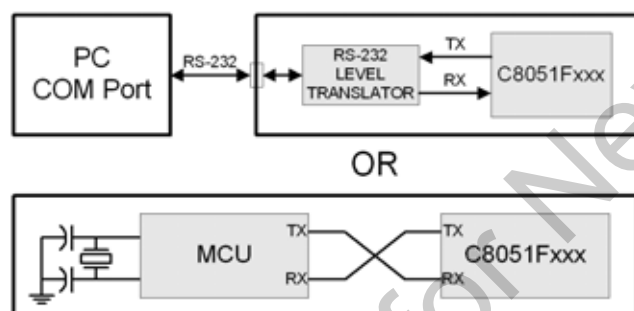 PC
COM Port
RS-232
RS-232
LEVEL
TRANSLATOR
TX
RX
C8051Fxxx
OR
MCU
TX
RX
TX
RX
C8051Fxxx
for